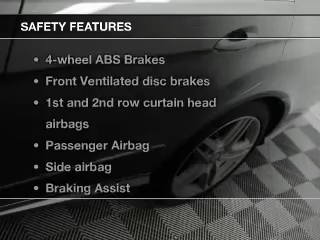 SAFETY FEATURES
• 4-wheel ABS Brakes
• Front Ventilated disc brakes
• 1st and 2nd row curtain head
airbags
• Passenger Airbag
• Side airbag
• Braking Assist